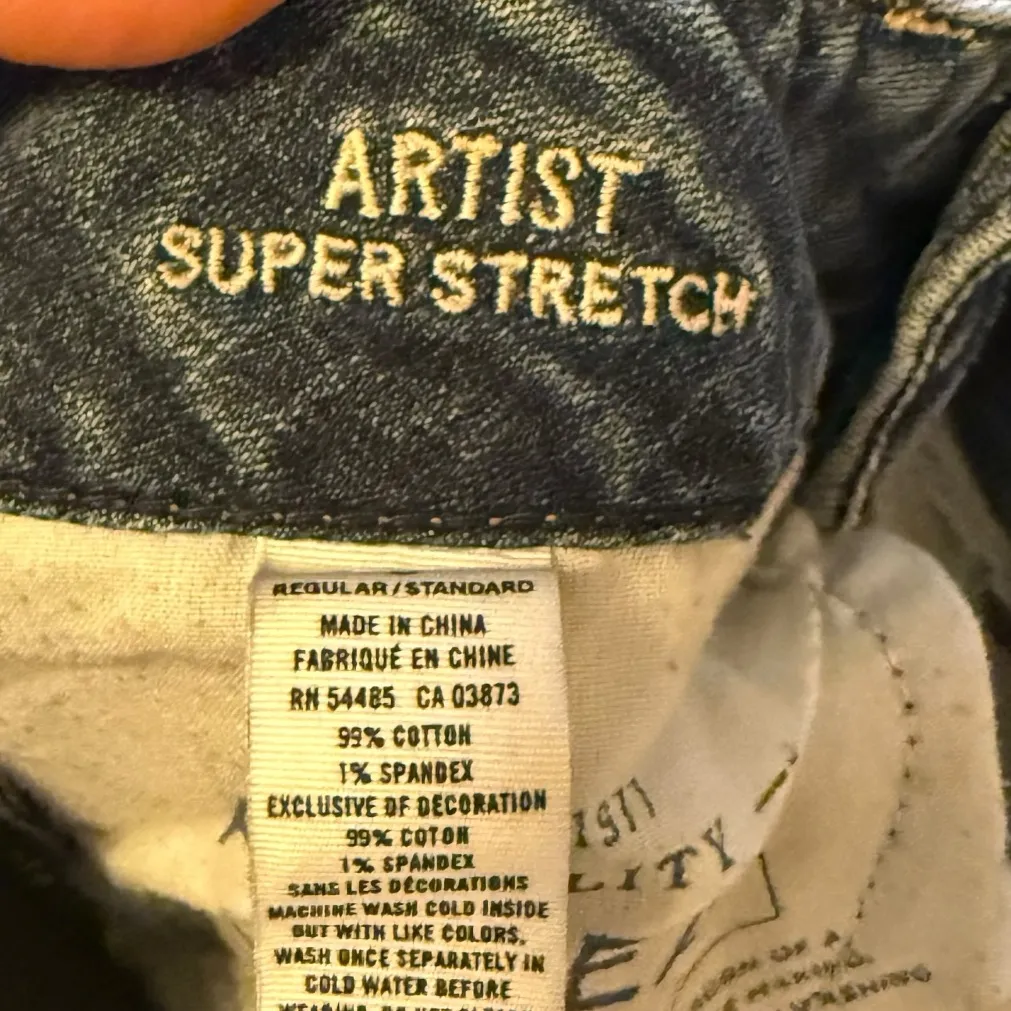 ARTIST
SUPER STRETCH
REGULAR/STANDARD
MADE IN CHINA
FABRIQUÉ EN CHINE
RN 54485 CA 03873
99% COTTON
1% SPANDEX
EXCLUSIVE OF DECORATION
99% COTON
1% SPANDEX
SANS LES DÉCORATIONS
MACHINE WASH COLD INSIDE
OUT WITH LIKE COLORS.
WASH ONCE SEPARATELY IN
COLD WATER BEFORE
1971
LITY
E